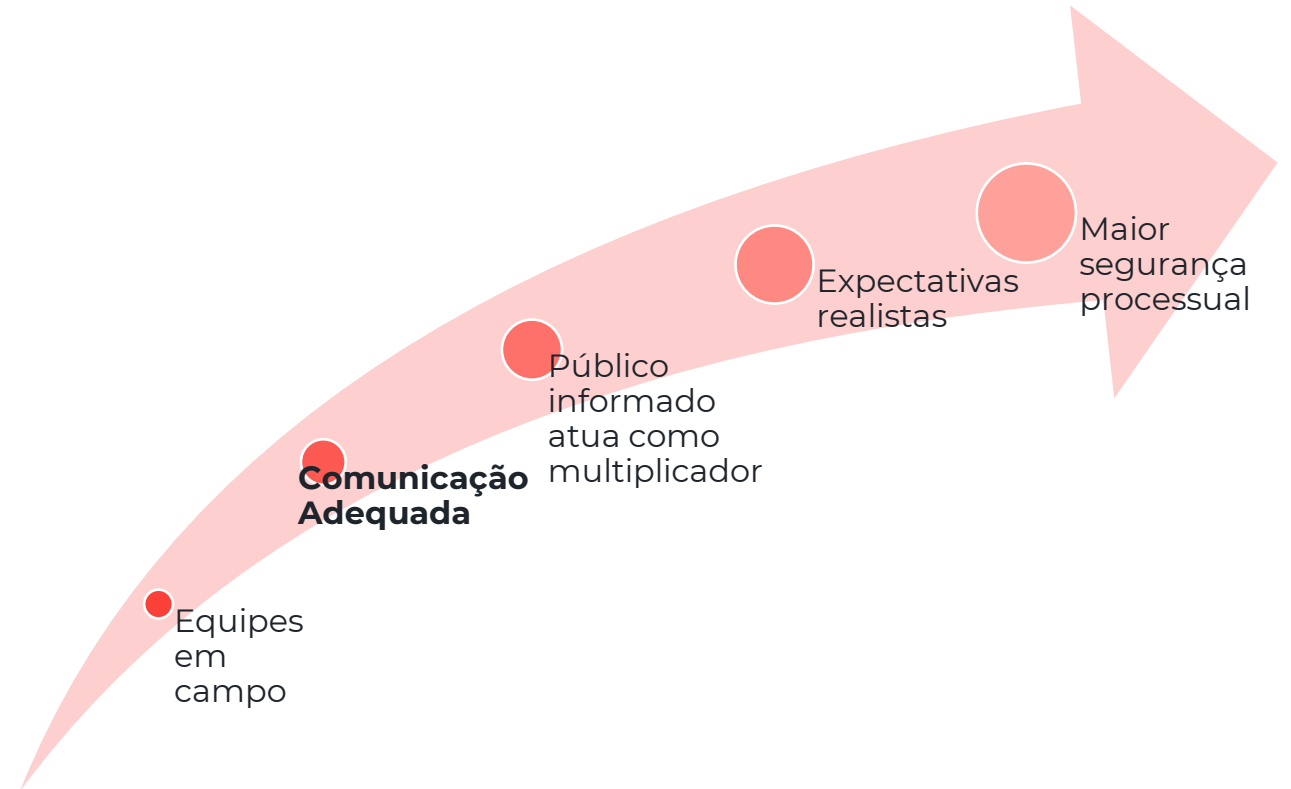 Equipes
em
campo
Comunicação
Adequada
Público
informado
atua como
multiplicador
Expectativas
realistas
Maior
segurança
processual